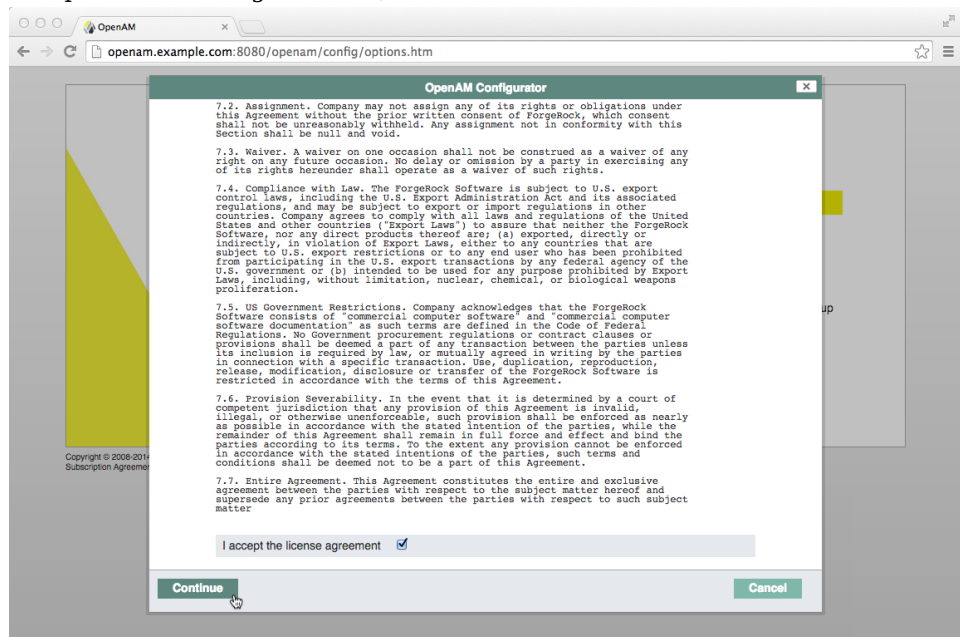 OpenAM
openam.example.com:8080/openam/config/options.htm
OpenAM Configurator
7.2. Assignment. Company may not assign any of its rights or obligations under
this Agreement without the prior written consent of ForgeRock, which consent
shall not be unreasonably withheld. Any assignment not in conformity with this
Section shall be null and void.
7.3. Waiver. A waiver on one occasion shall not be construed as a waiver of any
right on any future occasion. No delay or omission by a party in exercising any
of its rights hereunder shall operate as a waiver of such rights.
7.4. Compliance with Law. The ForgeRock Software is subject to U.S. export
control laws, including the U.S. Export Administration Act and its associated
regulations, and may be subject to export or import regulations in other
countries. Company agrees to comply with all laws and regulations of the United
States and other countries ("Export Laws") to assure that neither the ForgeRock
Software, nor any direct products thereof are; (a) exported, directly or
indirectly, in violation of Export Laws, either to any countries that are
subject to U.S. export restrictions or to any end user who has been prohibited
from participating in the U.S. export transactions by any federal agency of the
U.S. government or (b) intended to be used for any purpose prohibited by Export
Laws, including, without limitation, nuclear, chemical, or biological weapons
proliferation.
7.5. US Government Restrictions. Company acknowledges that the ForgeRock
Software consists of "commercial computer software" and "commercial computer
software documentation" as such terms are defined in the Code of Federal
Regulations. No Government procurement regulations or contract clauses or
provisions shall be deemed a part of any transaction between the parties unless
its inclusion is required by law, or mutually agreed in writing by the parties
in connection with a specific transaction. Use, duplication, reproduction,
release, modification, disclosure or transfer of the ForgeRock Software is
restricted in accordance with the terms of this Agreement.
7.6. Provision Severability. In the event that it is determined by a court of
competent jurisdiction that any provision of this Agreement is invalid,
illegal, or otherwise unenforceable, such provision shall be enforced as nearly
as possible in accordance with the stated intention of the parties, while the
remainder of this Agreement shall remain in full force and effect and bind the
parties according to its terms. To the extent any provision cannot be enforced
in accordance with the stated intentions of the parties, such terms and
conditions shall be deemed not to be a part of this Agreement.
7.7. Entire Agreement. This Agreement constitutes the entire and exclusive
agreement between the parties with respect to the subject matter hereof and
supersede any prior agreements between the parties with respect to such subject
matter
up
Copyright © 2008-2014
Subscription Agreemen
I accept the license agreement
Continue
Cancel